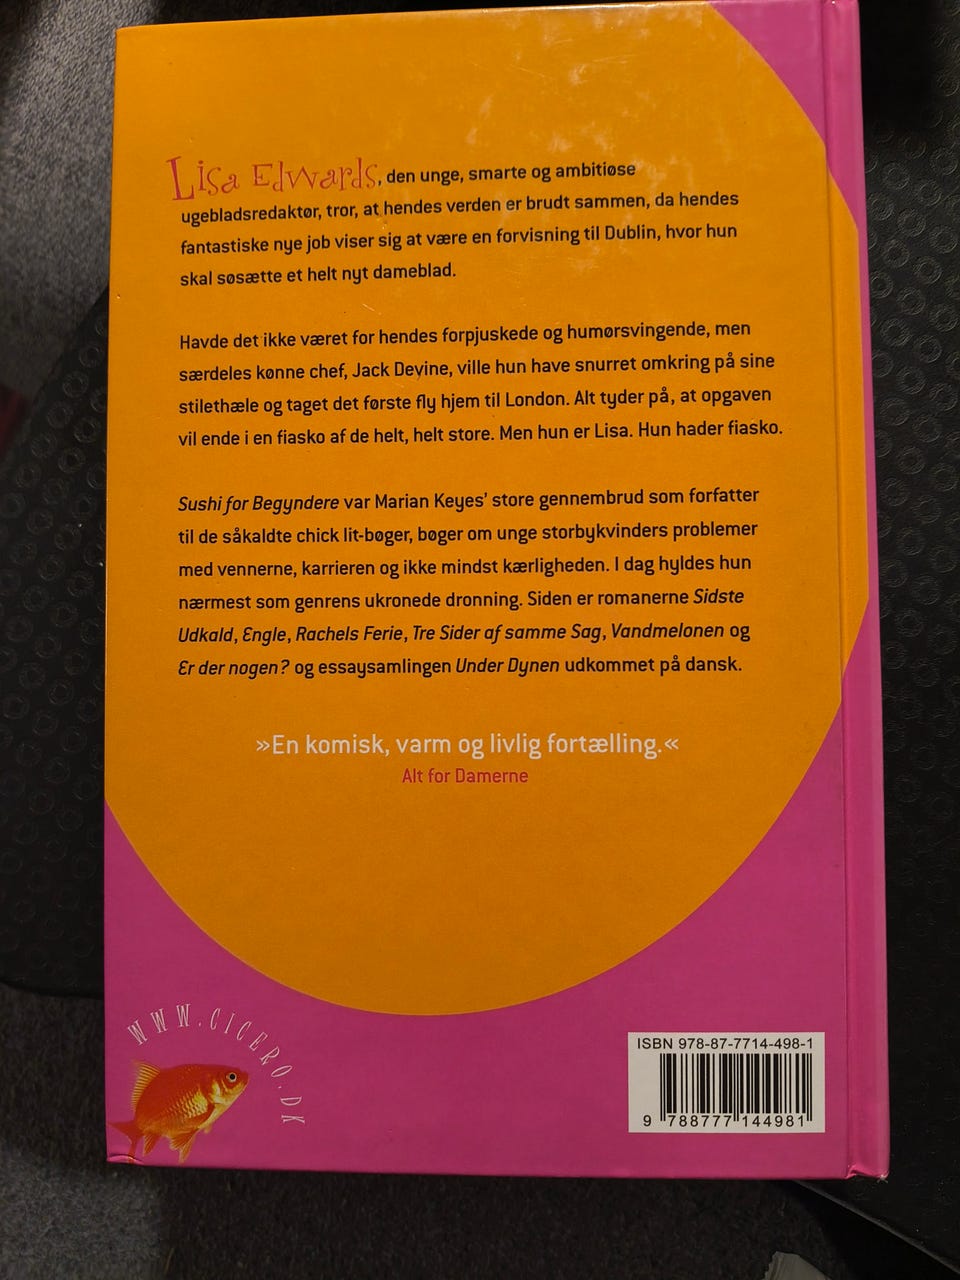 Lisa Edwards, den unge, smarte og ambitiøse
ugebladsredaktør, tror, at hendes verden er brudt sammen, da hendes
fantastiske nye job viser sig at være en forvisning til Dublin, hvor hun
skal søsætte et helt nyt dameblad.
Havde det ikke været for hendes forpjuskede og humørsvingende, men
særdeles kønne chef, Jack Devine, ville hun have snurret omkring på sine
stilethæle og taget det første fly hjem til London. Alt tyder på, at opgaven
vil ende i en fiasko af de helt, helt store. Men hun er Lisa. Hun hader fiasko.
Sushi for Begyndere var Marian Keyes’ store gennembrud som forfatter
til de såkaldte chick lit-bøger, bøger om unge storbykvinders problemer
med vennerne, karrieren og ikke mindst kærligheden. I dag hyldes hun
nærmest som genrens ukronede dronning. Siden er romanerne Sidste
Udkald, Engle, Rachels Ferie, Tre Sider af samme Sag, Vandmelonen og
Er der nogen? og essaysamlingen Under Dynen udkommet på dansk.
»En komisk, varm og livlig fortælling.«
Alt for Damerne
WWW.CICERO.DK
ISBN 978-87-7714-498-1
9 788777 144981